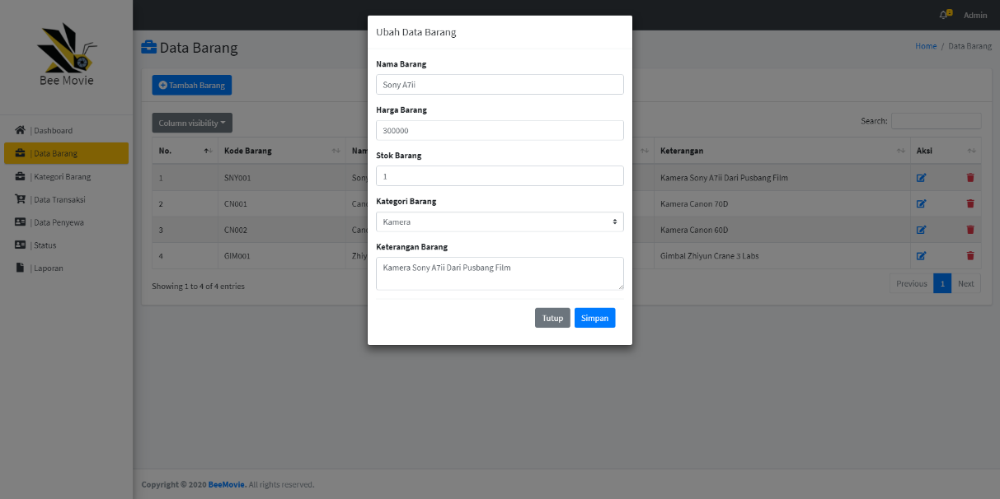 Ubah Data Barang
Admin
Bee Movie
Data Barang
Home / Data Barang
Tambah Barang
Column visibility
Search:
| Dashboard
| Data Barang
| Kategori Barang
| Data Transaksi
| Data Penyewa
| Status
| Laporan
No. Kode Barang Keterangan Aksi
1 SNY001 Kamera Sony A7ii Dari Pusbang Film
2 CN001 Kamera Canon 70D
3 CN002 Kamera Canon 60D
4 GIM001 Gimbal Zhiyun Crane 3 Labs
Showing 1 to 4 of 4 entries
Previous 1 Next
Nama Barang
Sony A7ii
Harga Barang
300000
Stok Barang
1
Kategori Barang
Kamera
Keterangan Barang
Kamera Sony A7ii Dari Pusbang Film
Tutup Simpan
Copyright © 2020 BeeMovie. All rights reserved.